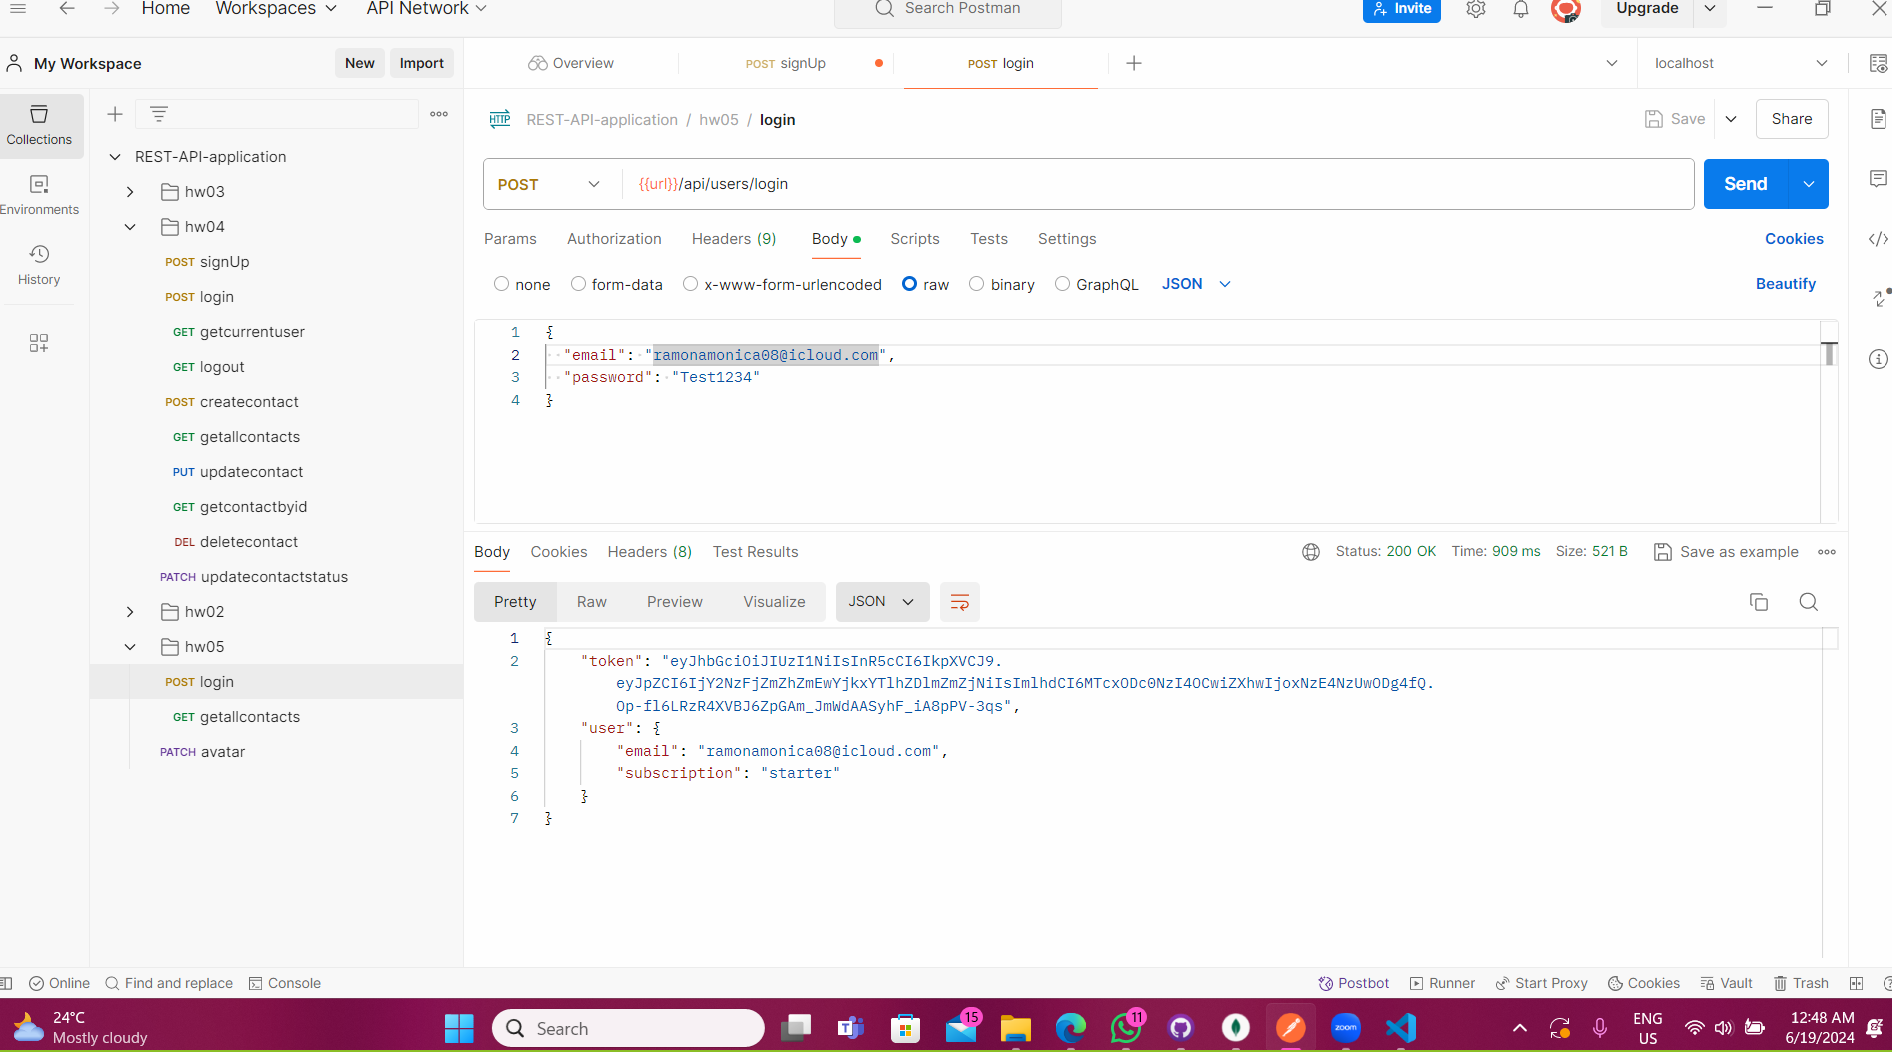 Home
Workspaces
API Network
Search Postman
Invite
Upgrade
My Workspace
New
Import
Overview
POST signUp
POST login
localhost
Collections
Environments
History
REST-API-application
hw03
hw04
POST signUp
POST login
GET getcurrentuser
GET logout
POST createcontact
GET getallcontacts
PUT updatecontact
GET getcontactbyid
DEL deletecontact
PATCH updatecontactstatus
hw02
hw05
POST login
GET getallcontacts
PATCH avatar
HTTP REST-API-application / hw05 / login
Save
Share
POST
{{url}}/api/users/login
Send
Params
Authorization
Headers (9)
Body
Scripts
Tests
Settings
Cookies
none
form-data
x-www-form-urlencoded
raw
binary
GraphQL
JSON
Beautify
1 {
2 "email": "ramonamonica08@icloud.com",
3 "password": "Test1234"
4 }
Body
Cookies
Headers (8)
Test Results
Status: 200 OK
Time: 909 ms
Size: 521 B
Save as example
Pretty
Raw
Preview
Visualize
JSON
1 {
2 "token": "eyJhbGciOiJIUzI1NiIsInR5cCI6IkpXVCJ9.
eyJpZCI6IjY2NzFjZmZhZmEwYjkxYTlhZDlmZmZjNiIsImlhdCI6MTcxODc0NzI4OCwiZXhwIjoxNzE4NzUwODg4fQ.
Op-fl6LRzR4XVBJ6ZpGAm_JmWdAASyhF_iA8pPV-3qs",
3 "user": {
4 "email": "ramonamonica08@icloud.com",
5 "subscription": "starter"
6 }
7 }
Online
Find and replace
Console
Postbot
Runner
Start Proxy
Cookies
Vault
Trash
24°C
Mostly cloudy
Search
15
11
zoom
ENG
US
12:48 AM
6/19/2024